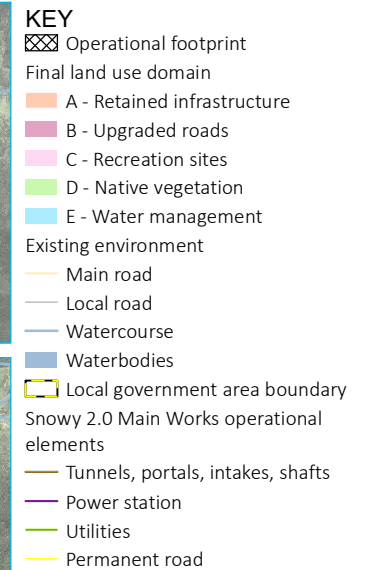 KEY
Operational footprint
Final land use domain
A - Retained infrastructure
B - Upgraded roads
C - Recreation sites
D - Native vegetation
E - Water management
Existing environment
Main road
Local road
Watercourse
Waterbodies
Local government area boundary
Snowy 2.0 Main Works operational
elements
Tunnels, portals, intakes, shafts
Power station
Utilities
Permanent road